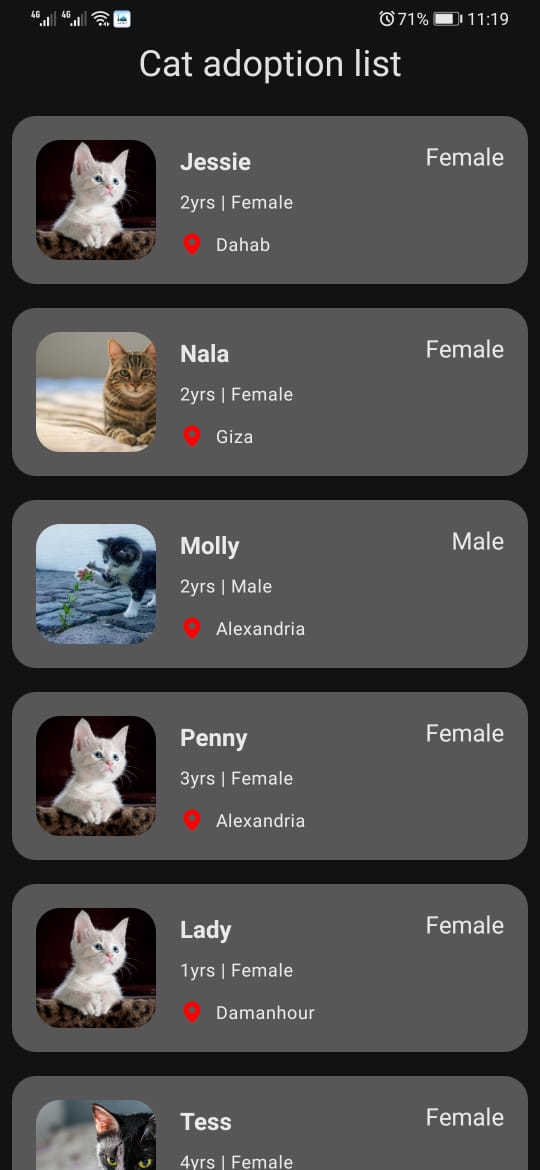 4G 4G 71% 11:19
Cat adoption list
Jessie Female
2yrs | Female
Dahab
Nala Female
2yrs | Female
Giza
Molly Male
2yrs | Male
Alexandria
Penny Female
3yrs | Female
Alexandria
Lady Female
1yrs | Female
Damanhour
Tess Female
4yrs | Female